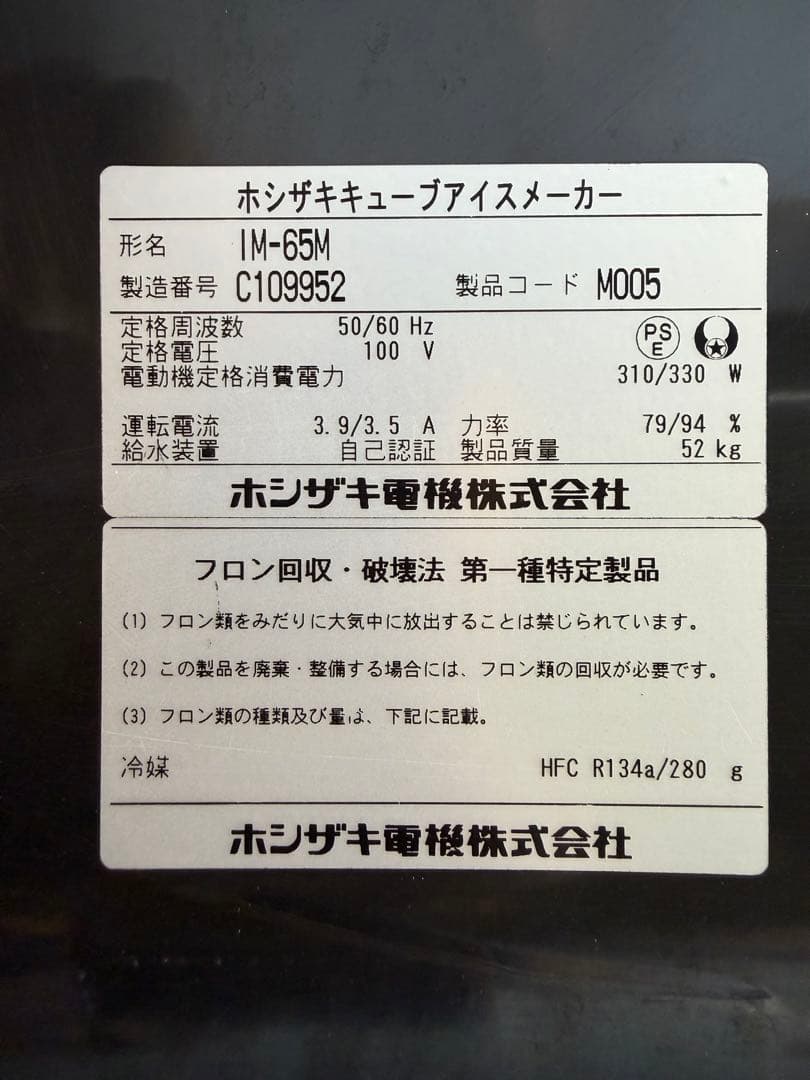 ホシザキキューブアイスメーカー
形名 IM-65M
製造番号 C109952 製品コード M005
定格周波数 50/60 Hz PS E
定格電圧 100 V
電動機定格消費電力 310/330 W
運転電流 3.9/3.5 A 力率 79/94 %
給水装置 自己認証 製品質量 52 kg
ホシザキ電機株式会社
フロン回収・破壊法 第一種特定製品
(1) フロン類をみだりに大気中に放出することは禁じられています。
(2) この製品を廃棄・整備する場合には、フロン類の回収が必要です。
(3) フロン類の種類及び量は、下記に記載。
冷媒 HFC R134a/280 g
ホシザキ電機株式会社